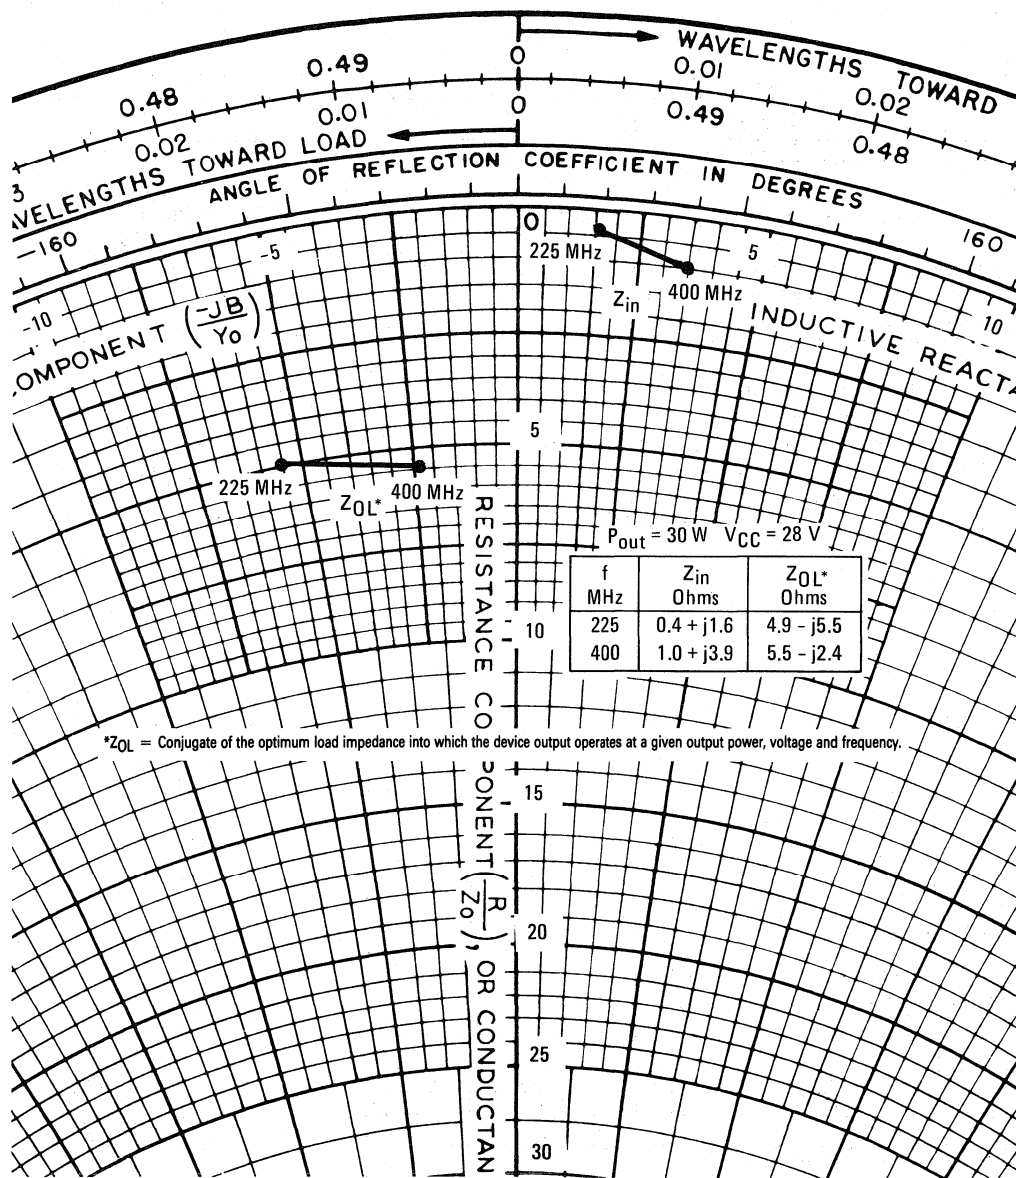 WAVELENGTHS TOWARD
0.48
0.49
0
0.01
0.02
3
0.02
0.01
0
0.49
0.48
AVELENGTHS TOWARD LOAD
ANGLE OF REFLECTION COEFFICIENT IN DEGREES
-160
160
0
225 MHz
-5
5
400 MHz
Zin
-10
10
OMPONENT (-JB/Yo)
INDUCTIVE REACTA
5
225 MHz
400 MHz
ZOL*
Pout = 30 W VCC = 28 V
f Zin ZOL*
MHz Ohms Ohms
225 0.4 + j1.6 4.9 - j5.5
400 1.0 + j3.9 5.5 - j2.4
10
*ZOL = Conjugate of the optimum load impedance into which the device output operates at a given output power, voltage and frequency.
RESISTANCE CO PONENT (R/Zo), OR CONDUCTAN
15
20
25
30